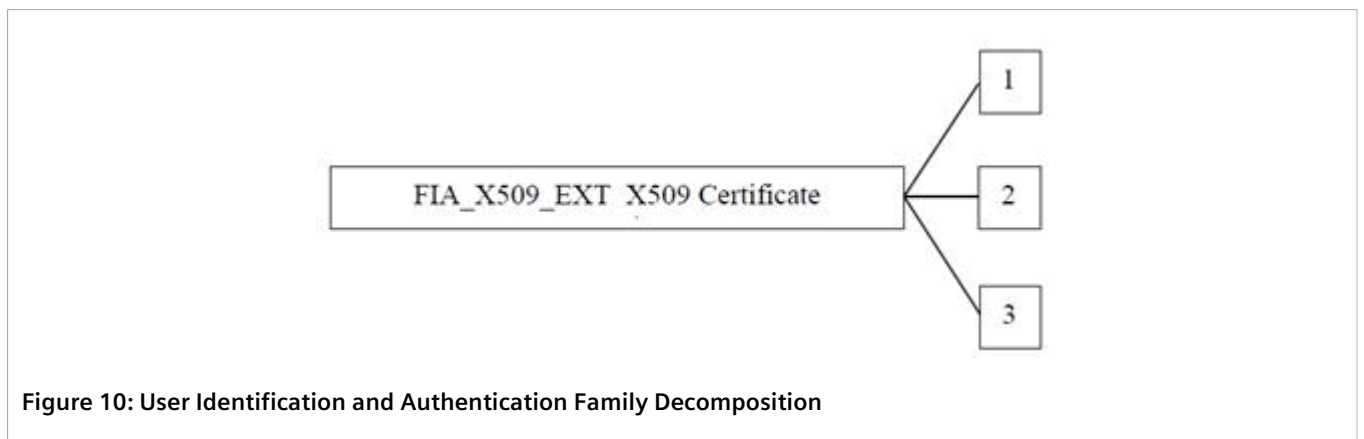 1
FIA_X509_EXT X509 Certificate
2
3
Figure 10: User Identification and Authentication Family Decomposition